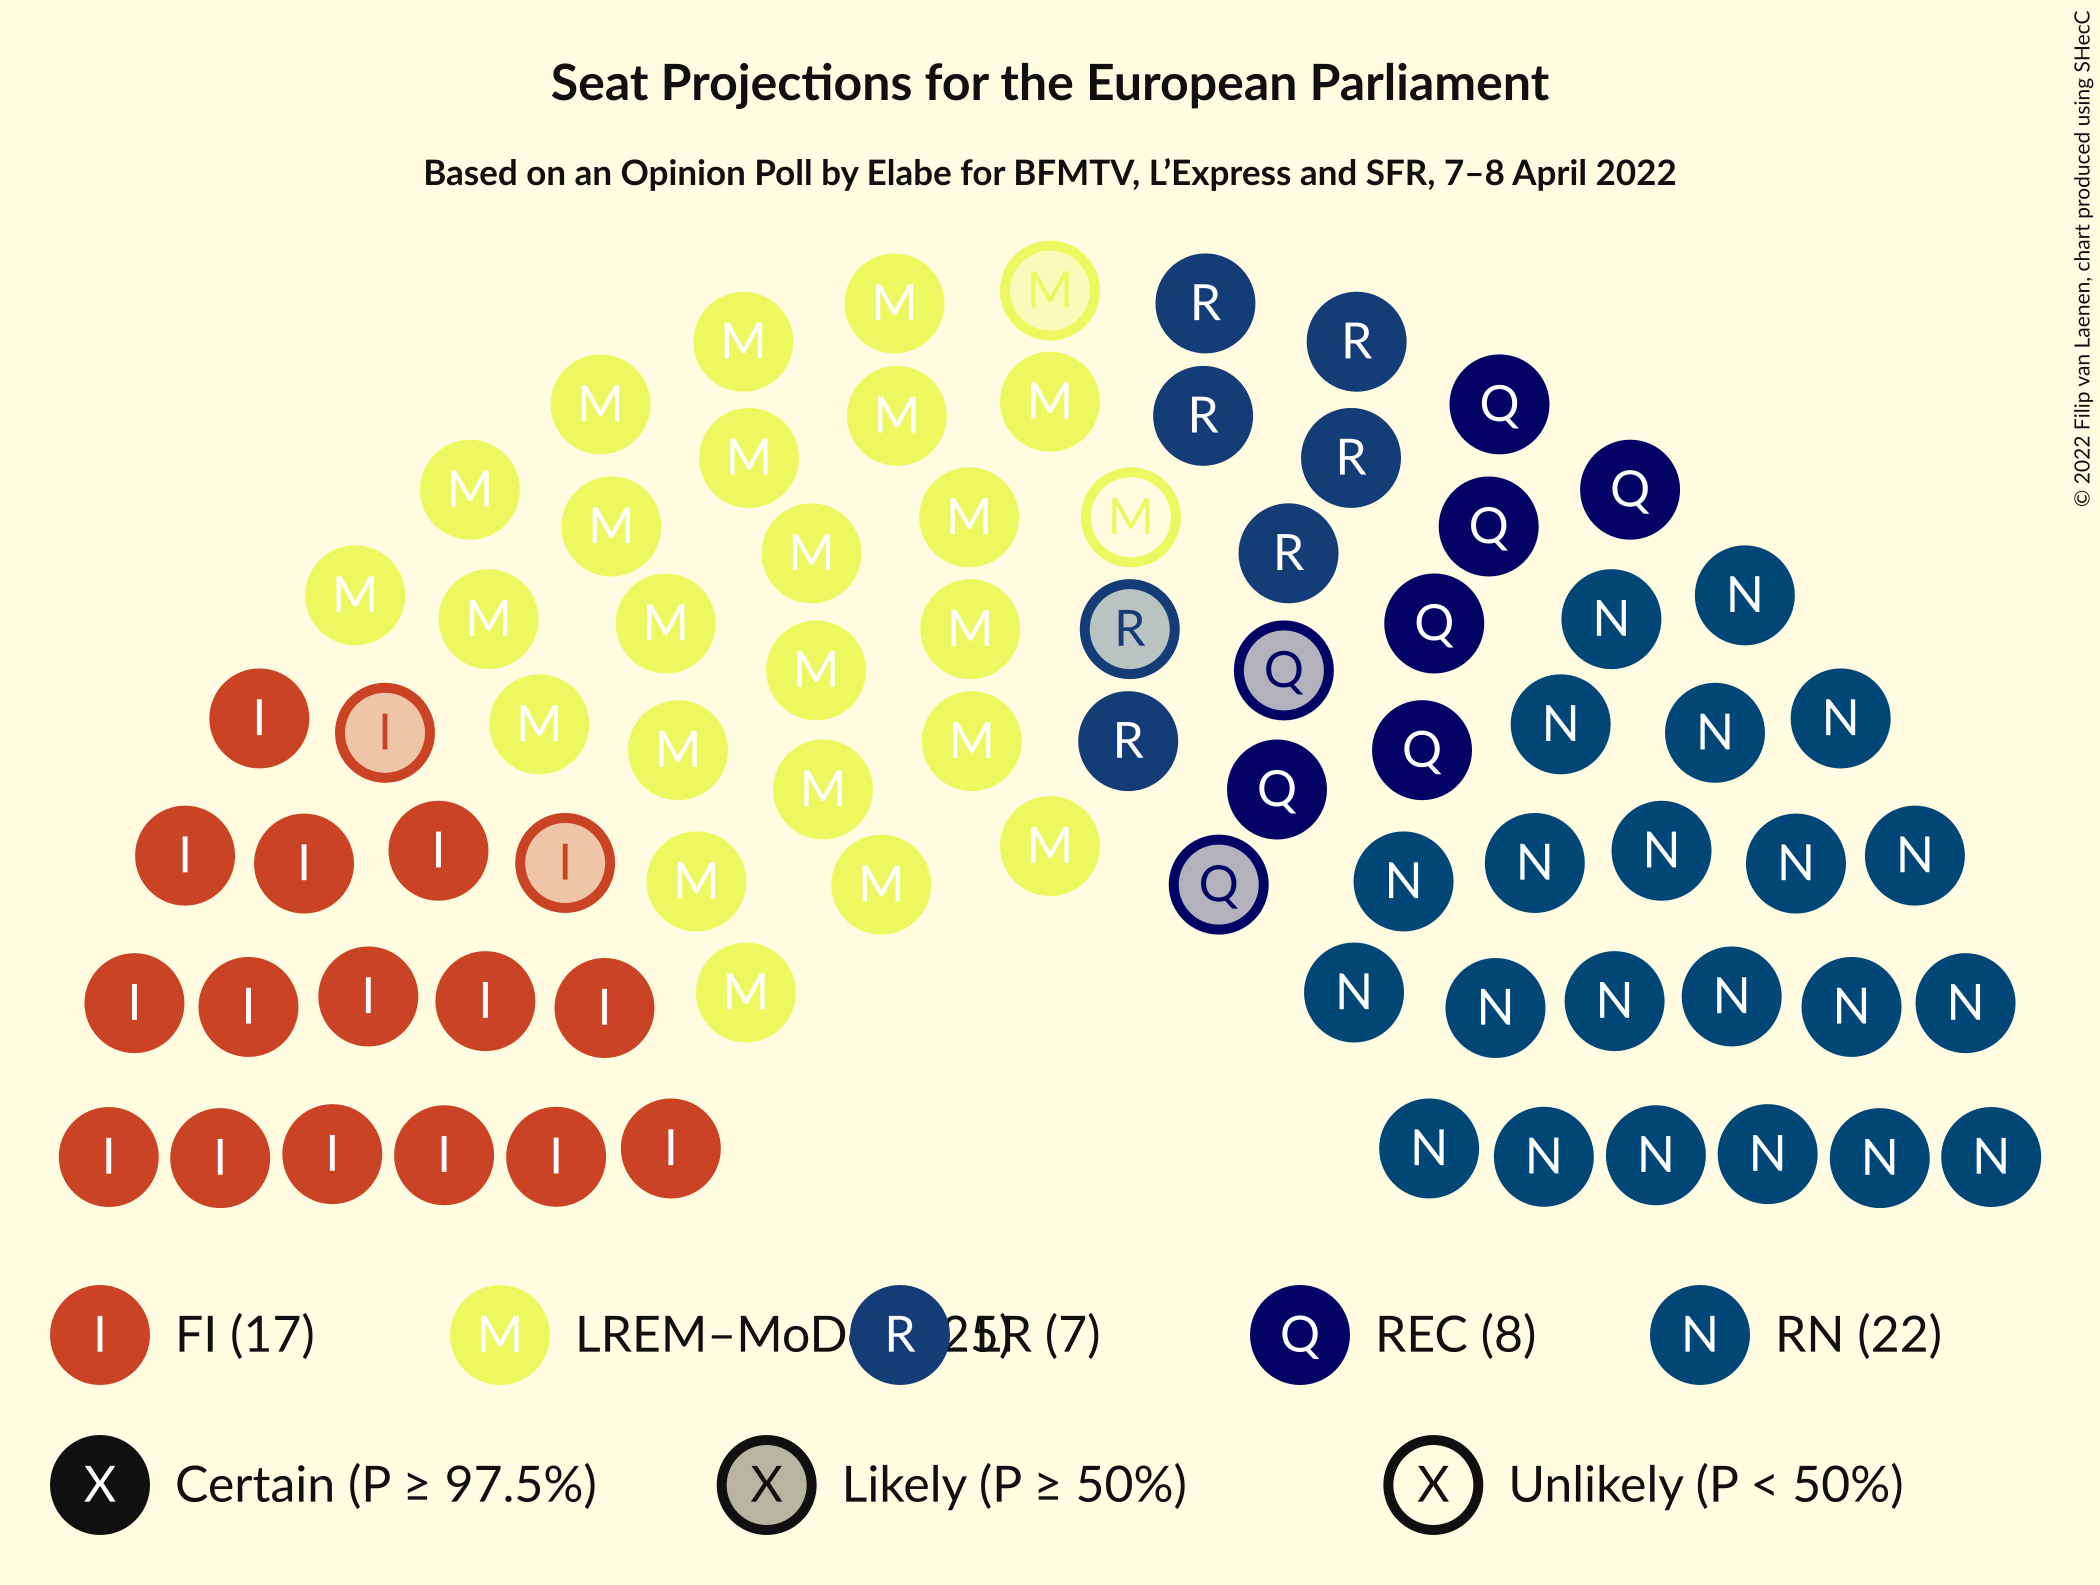 Seat Projections for the European Parliament
Based on an Opinion Poll by Elabe for BFMTV, L’Express and SFR, 7–8 April 2022
© 2022 Filip van Laenen, chart produced using SHecC
M M M R R
M M M M R R Q
M M M M R Q Q
M M M M R Q N N
M M M M R Q Q N N
I I M M M M R Q Q N N N
I I I I M M M Q N N N N N
I I I I I M N N N N N N
I I I I I I N N N N N N
I FI (17) M LREM–MoD 25) R LR (7) Q REC (8) N RN (22)
X Certain (P ≥ 97.5%) X Likely (P ≥ 50%) X Unlikely (P < 50%)